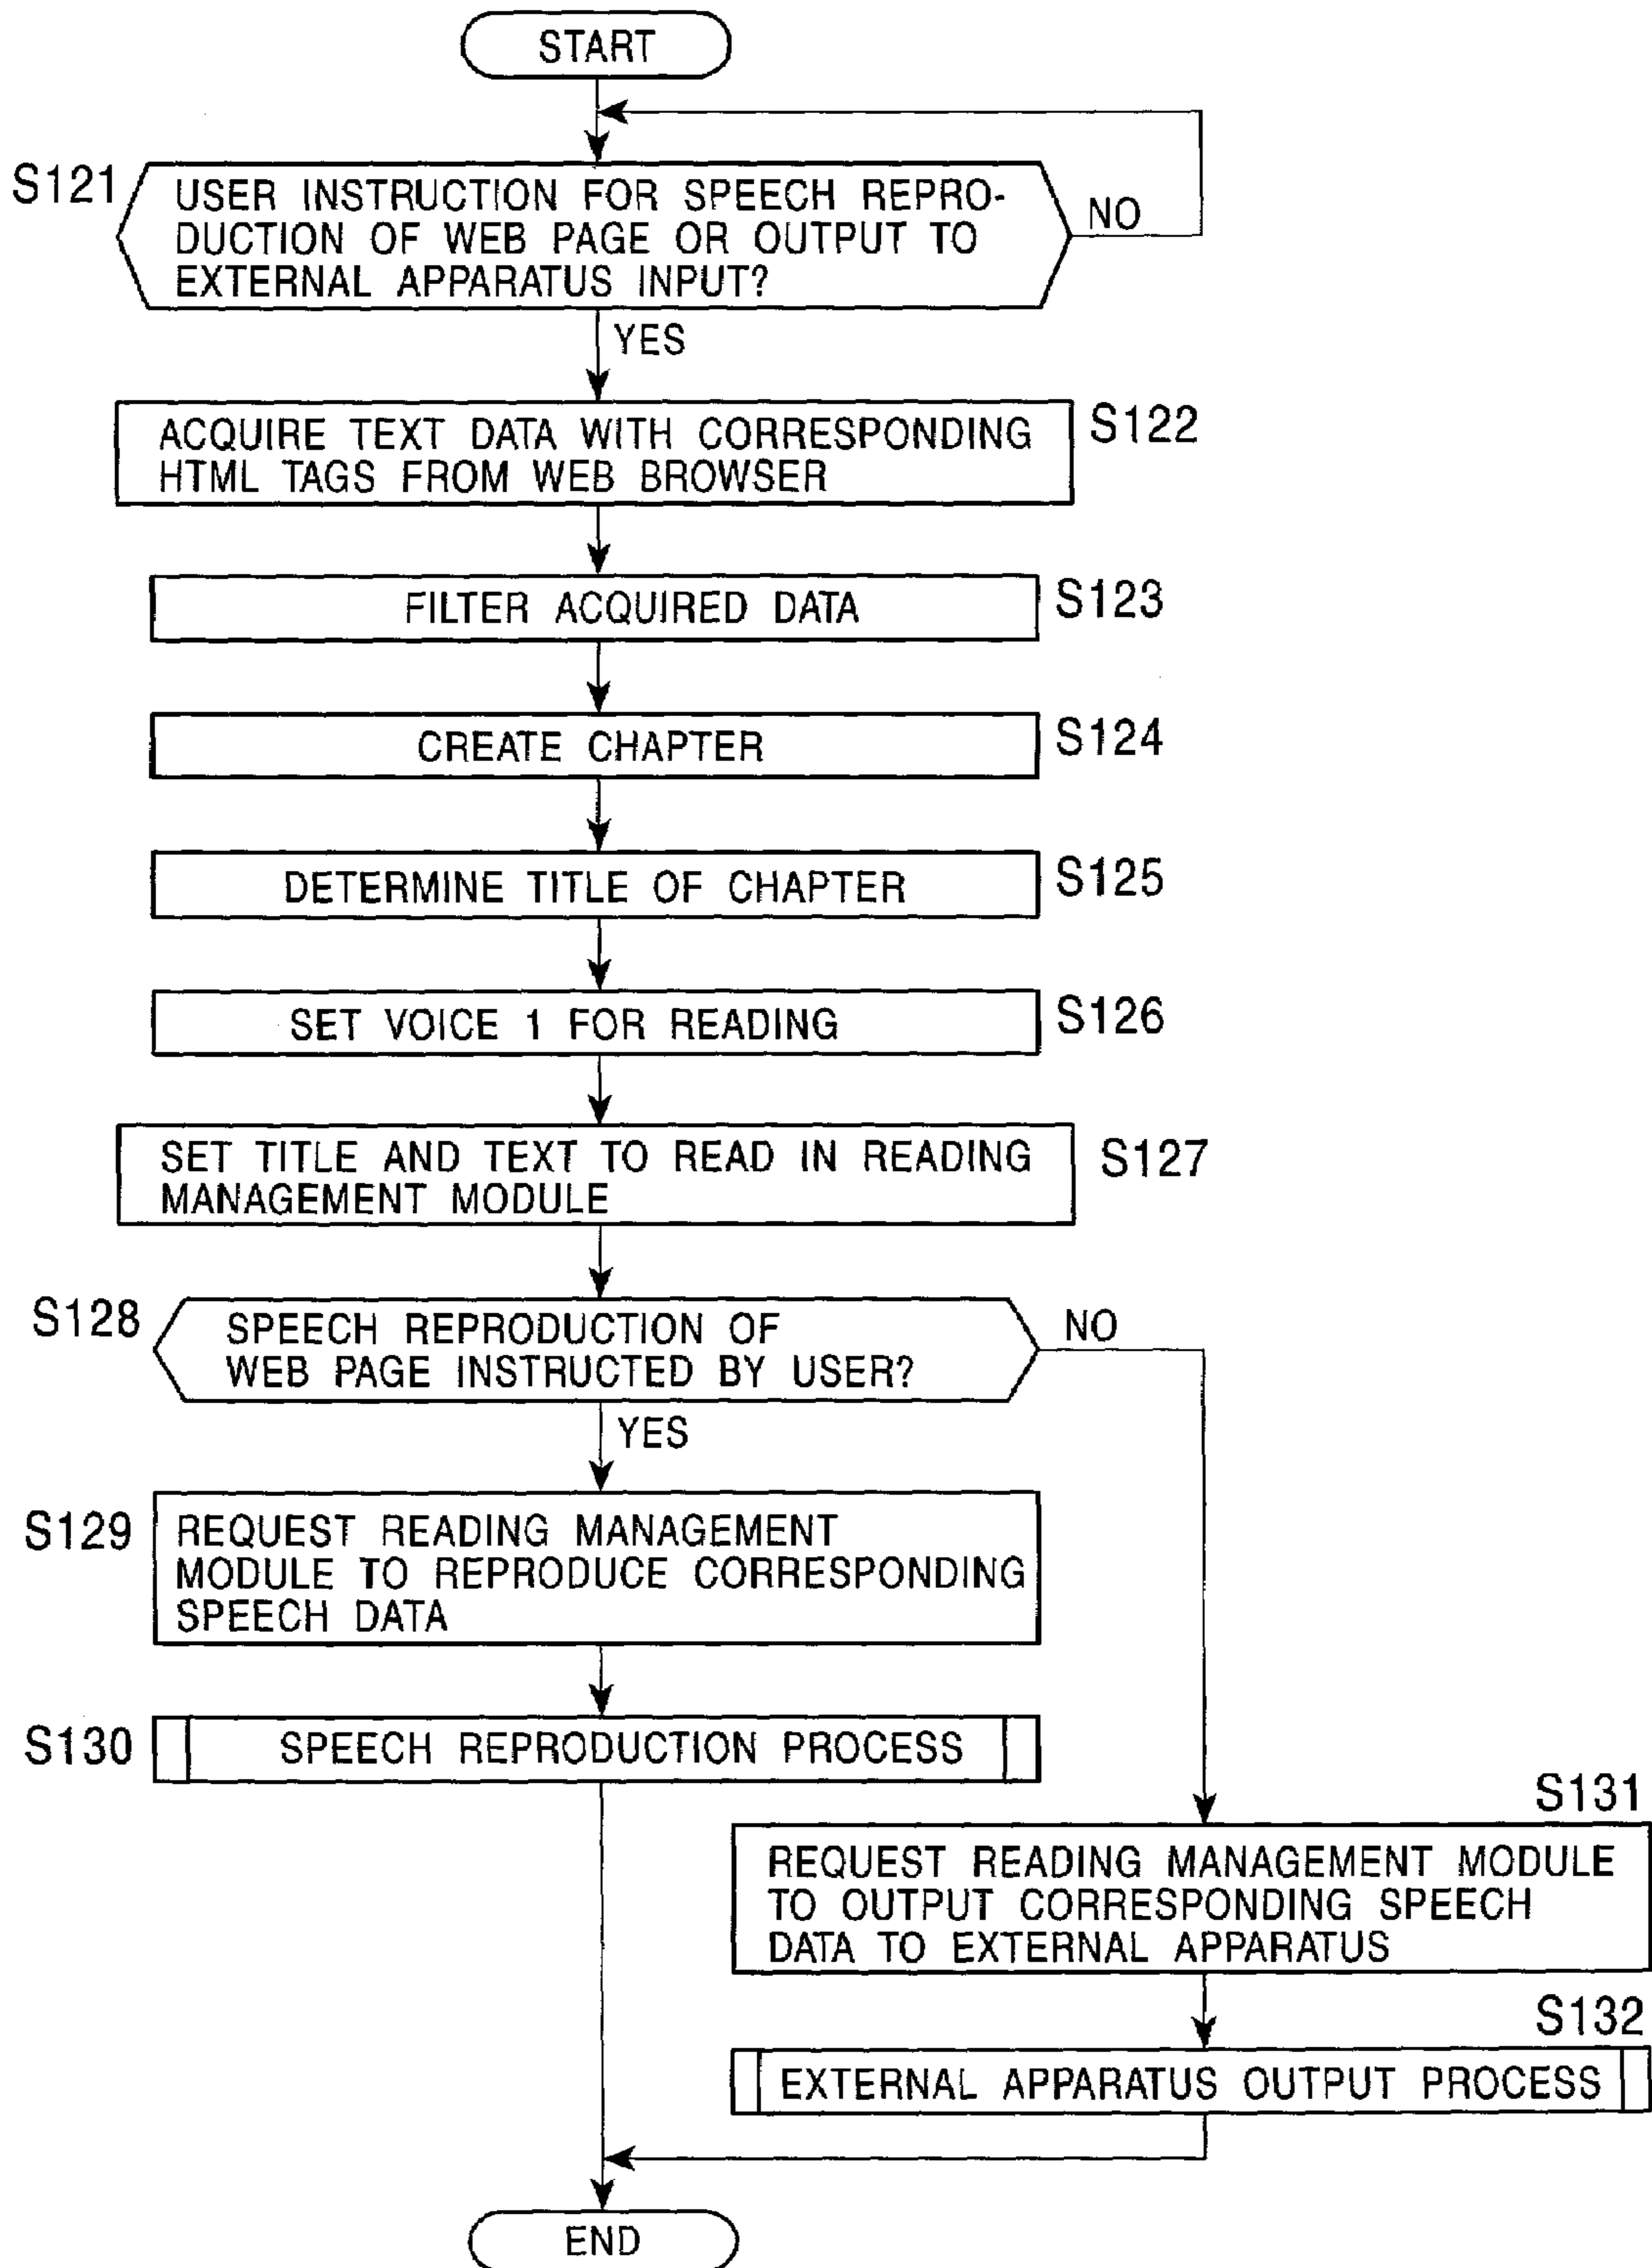 START
S121
USER INSTRUCTION FOR SPEECH REPRO-
DUCTION OF WEB PAGE OR OUTPUT TO
EXTERNAL APPARATUS INPUT?
NO
YES
ACQUIRE TEXT DATA WITH CORRESPONDING
HTML TAGS FROM WEB BROWSER
S122
FILTER ACQUIRED DATA
S123
CREATE CHAPTER
S124
DETERMINE TITLE OF CHAPTER
S125
SET VOICE 1 FOR READING
S126
SET TITLE AND TEXT TO READ IN READING
MANAGEMENT MODULE
S127
S128
SPEECH REPRODUCTION OF
WEB PAGE INSTRUCTED BY USER?
NO
YES
S129
REQUEST READING MANAGEMENT
MODULE TO REPRODUCE CORRESPONDING
SPEECH DATA
S130
SPEECH REPRODUCTION PROCESS
S131
REQUEST READING MANAGEMENT MODULE
TO OUTPUT CORRESPONDING SPEECH
DATA TO EXTERNAL APPARATUS
S132
EXTERNAL APPARATUS OUTPUT PROCESS
END